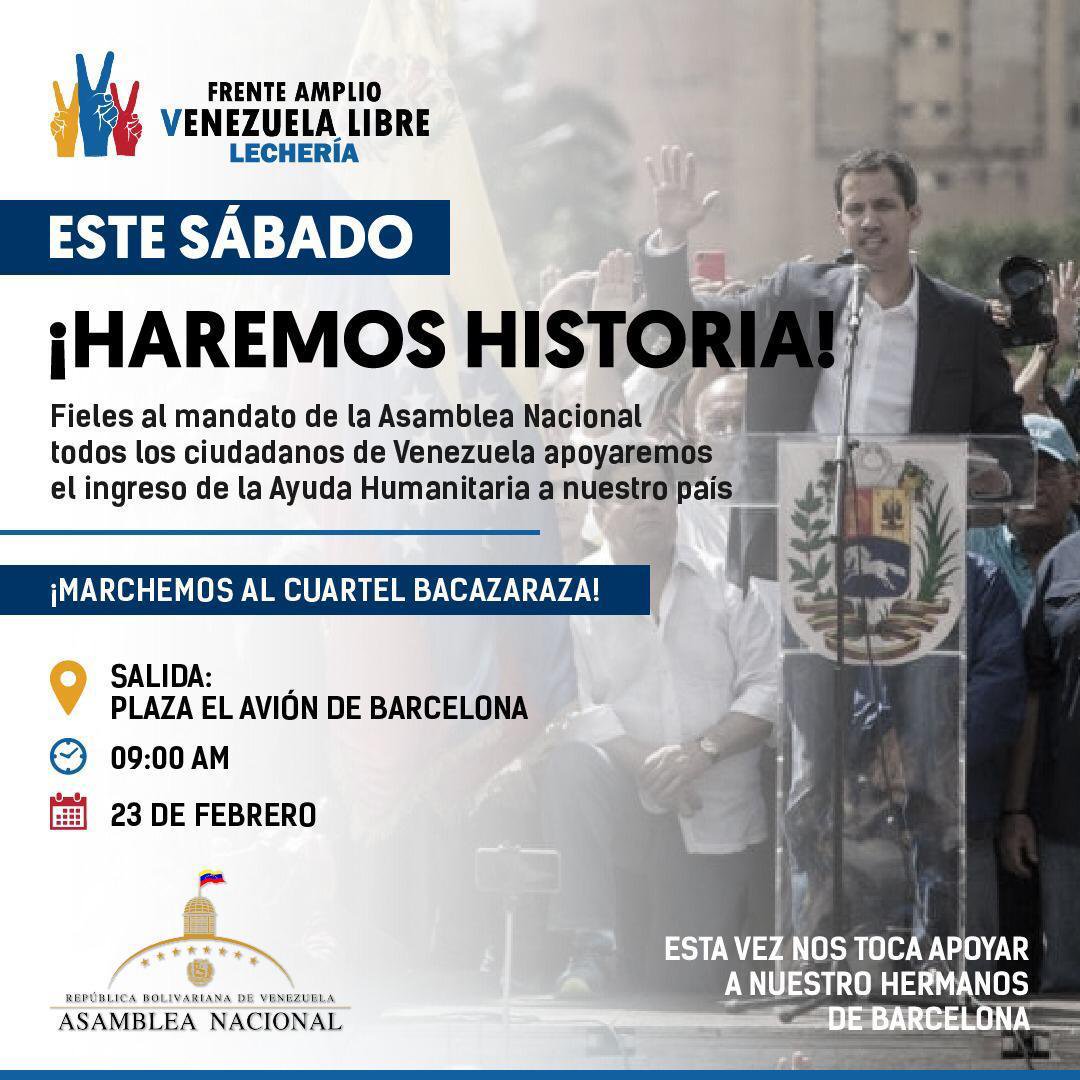 FRENTE AMPLIO
VENEZUELA LIBRE
LECHERÍA
ESTE SÁBADO
¡HAREMOS HISTORIA!
Fieles al mandato de la Asamblea Nacional
todos los ciudadanos de Venezuela apoyaremos
el ingreso de la Ayuda Humanitaria a nuestro país
¡MARCHEMOS AL CUARTEL BACAZARAZA!
SALIDA:
PLAZA EL AVIÓN DE BARCELONA
09:00 AM
23 DE FEBRERO
REPÚBLICA BOLIVARIANA DE VENEZUELA
ASAMBLEA NACIONAL
ESTA VEZ NOS TOCA APOYAR
A NUESTRO HERMANOS
DE BARCELONA